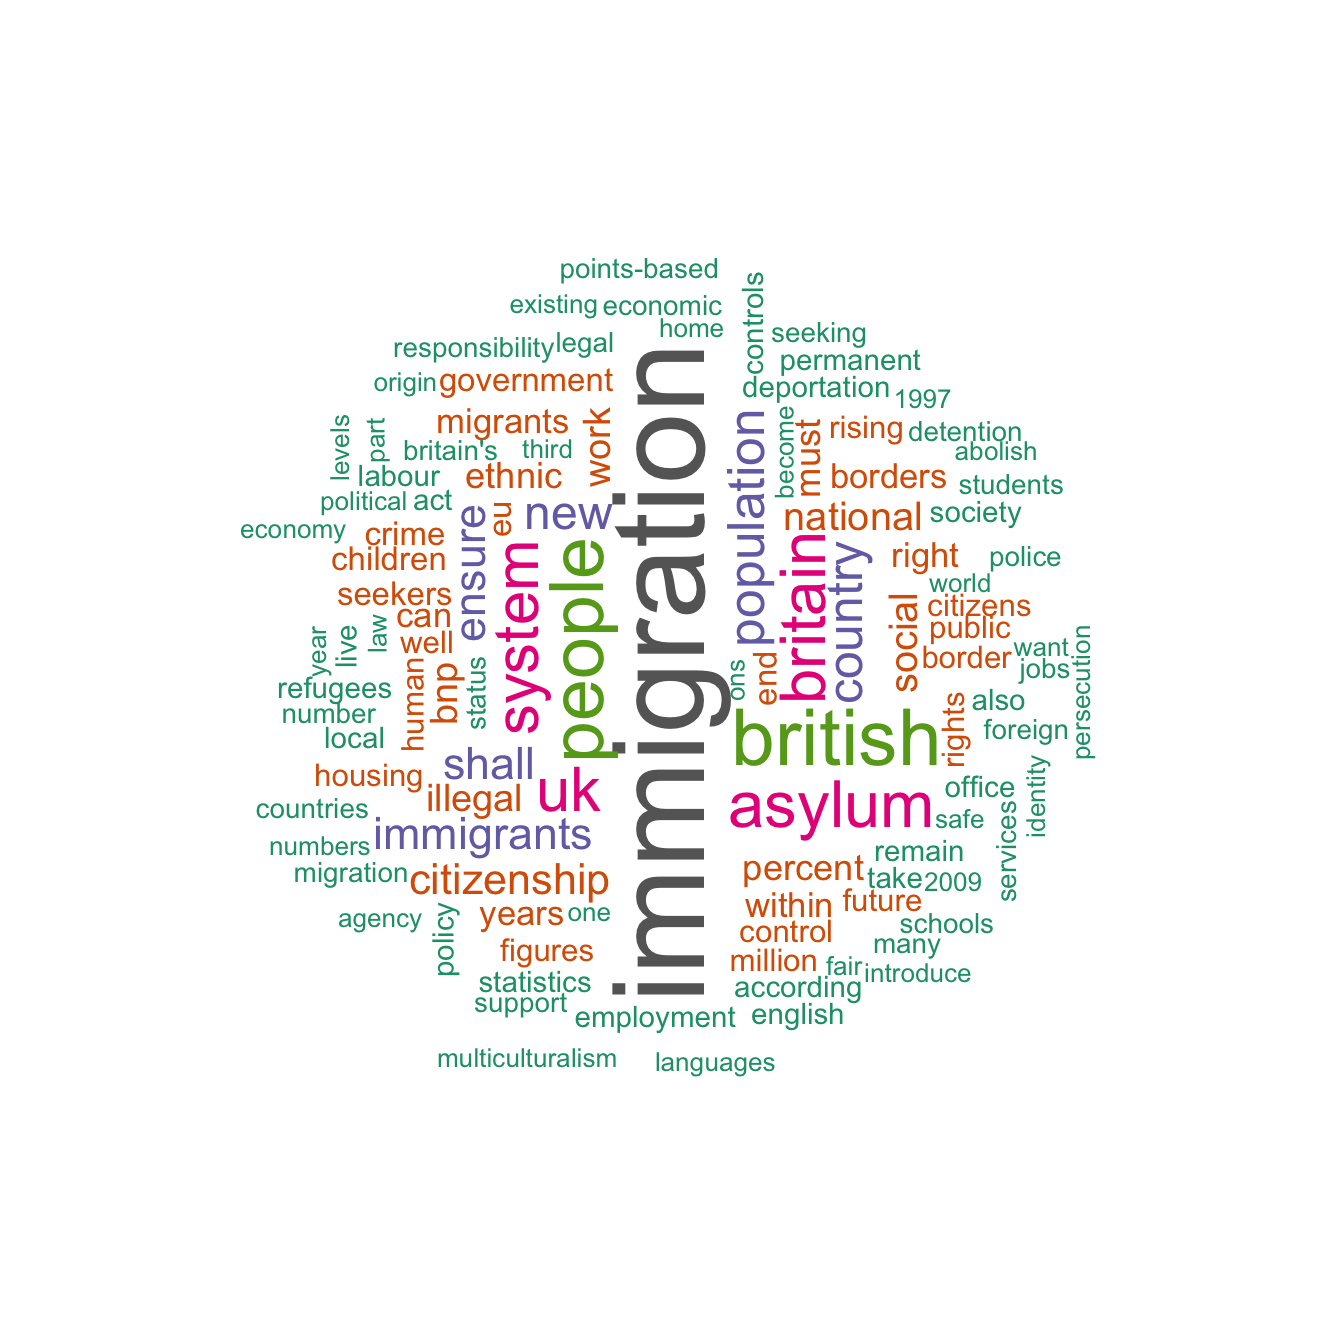 points-based
existing
economic
home
controls
seeking
responsibility
legal
permanent
origin
government
deportation
1997
levels
part
migrants
work
become
must
rising
detention
britain's
third
abolish
labour
ethnic
population
borders
students
political
act
eu
new
national
society
economy
crime
ensure
system
people
immigration
britain
country
right
police
children
world
seekers
can
social
citizens
year
live
law
well
public
border
want
jobs
persecution
refugees
human
bnp
status
ons
end
number
local
rights
also
foreign
british
shall
housing
illegal
uk
asylum
office
identity
countries
safe
services
numbers
immigrants
migration
citizenship
percent
remain
take
2009
agency
policy
years
one
within
future
schools
control
many
figures
million
fair
introduce
statistics
according
support
employment
english
multiculturalism
languages